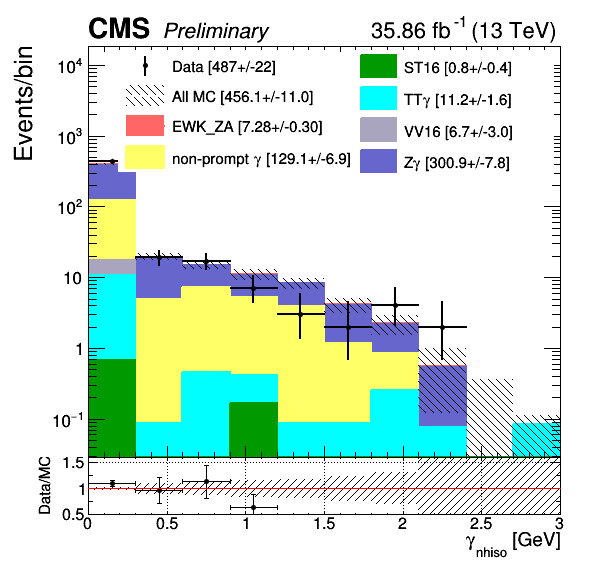 CMS Preliminary 35.86 fb⁻¹ (13 TeV)
Events/bin
Data [487+/-22]
All MC [456.1+/-11.0]
EWK_ZA [7.28+/-0.30]
non-prompt γ [129.1+/-6.9]
ST16 [0.8+/-0.4]
TTγ [11.2+/-1.6]
VV16 [6.7+/-3.0]
Zγ [300.9+/-7.8]
10⁴
10³
10²
10
1
10⁻¹
Data/MC
1.5
1
0.5
0 0.5 1 1.5 2 2.5 3
γnhiso [GeV]